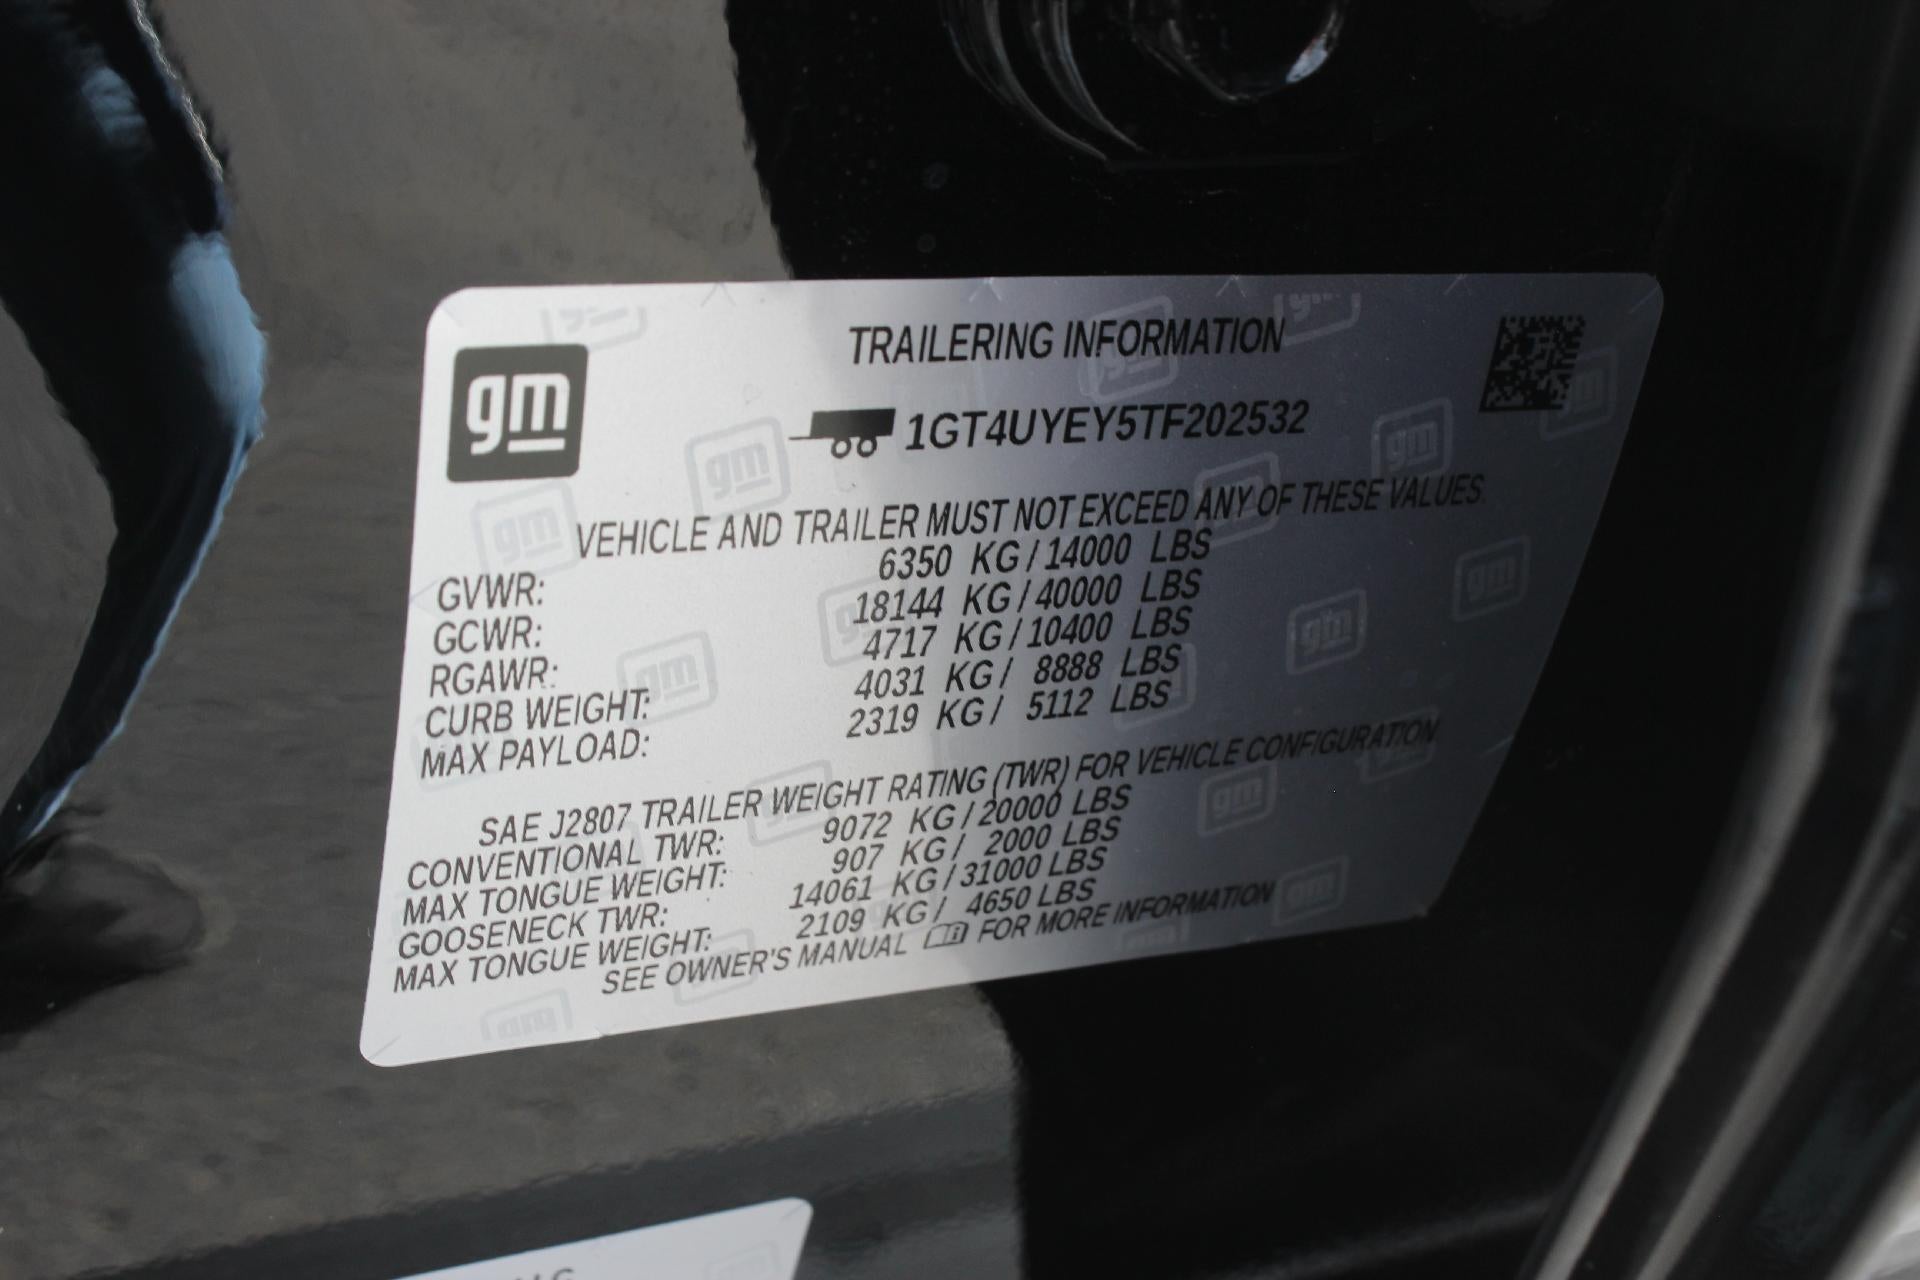 gm
TRAILERING INFORMATION
1GT4UYEY5TF202532
VEHICLE AND TRAILER MUST NOT EXCEED ANY OF THESE VALUES.
GVWR: 6350 KG / 14000 LBS
GCWR: 18144 KG / 40000 LBS
RGAWR: 4717 KG / 10400 LBS
CURB WEIGHT: 4031 KG / 8888 LBS
MAX PAYLOAD: 2319 KG / 5112 LBS
SAE J2807 TRAILER WEIGHT RATING (TWR) FOR VEHICLE CONFIGURATION
CONVENTIONAL TWR: 9072 KG / 20000 LBS
MAX TONGUE WEIGHT: 907 KG / 2000 LBS
GOOSENECK TWR: 14061 KG / 31000 LBS
MAX TONGUE WEIGHT: 2109 KG / 4650 LBS
SEE OWNER'S MANUAL FOR MORE INFORMATION